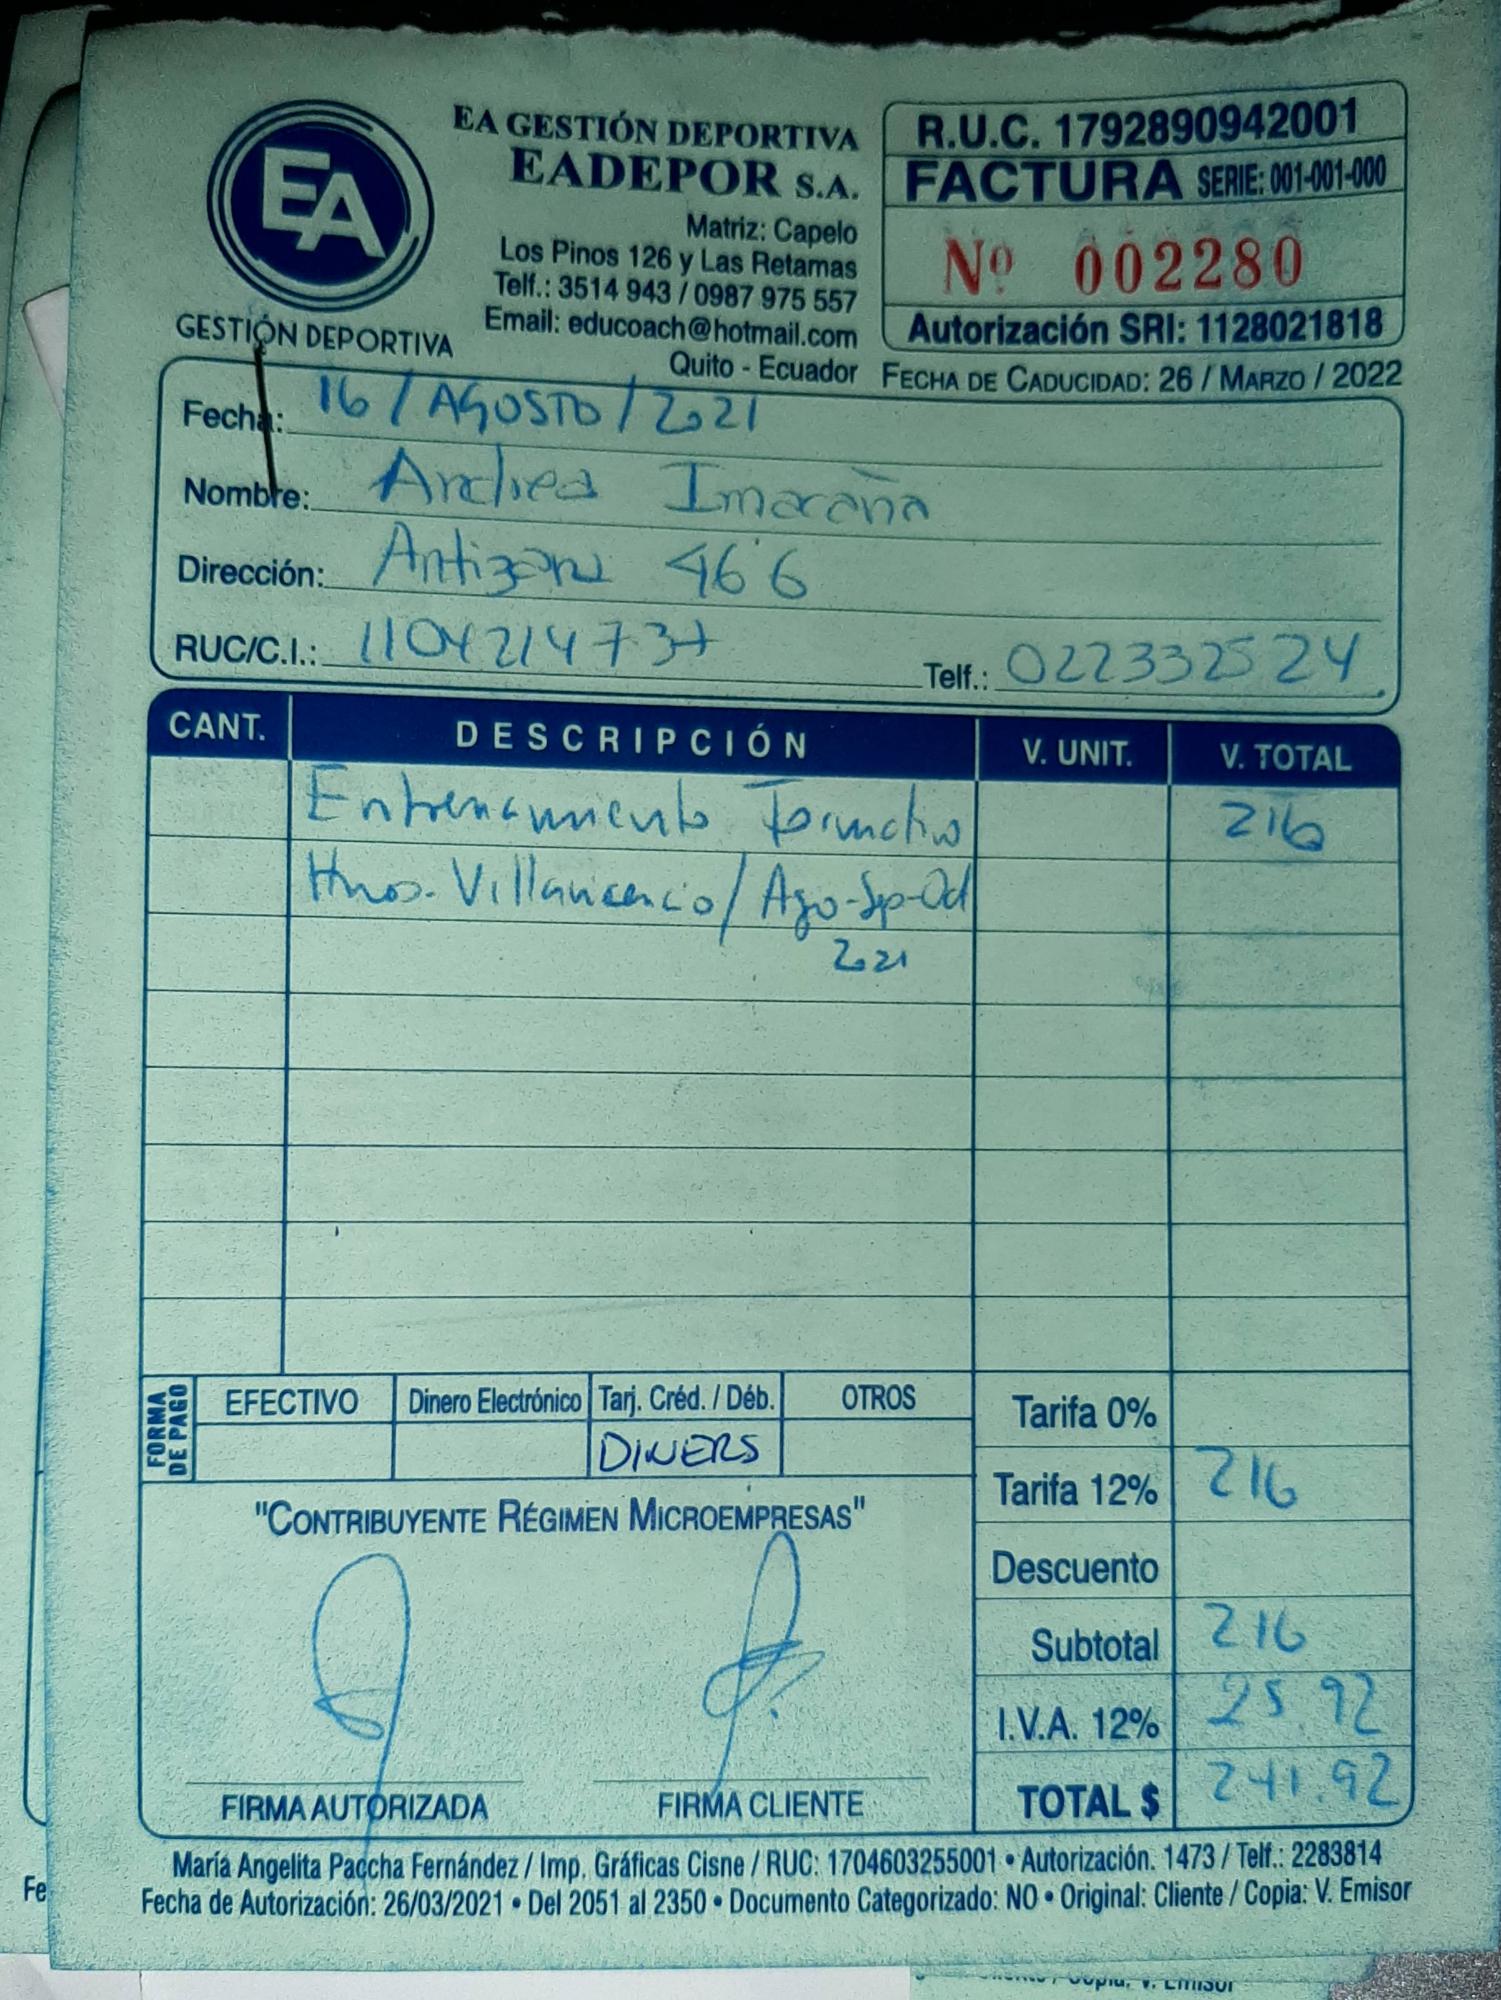 EA
GESTIÓN DEPORTIVA
EA GESTIÓN DEPORTIVA
EADEPOR S.A.
Matriz: Capelo
Los Pinos 126 y Las Retamas
Telf.: 3514 943 / 0987 975 557
Email: educoach@hotmail.com
Quito - Ecuador
R.U.C. 1792890942001
FACTURA SERIE: 001-001-000
Nº 002280
Autorización SRI: 1128021818
FECHA DE CADUCIDAD: 26 / MARZO / 2022
Fecha: 16 / AGOSTO / 2021
Nombre: Andrea Imaraña
Dirección: 466
RUC/C.I.: 1104214737 Telf.: 022332524
CANT. DESCRIPCIÓN V. UNIT. V. TOTAL
Entrenamiento Formativo 216
Hnos. Villavicencio / Ago-Sp-Oct
2021
FORMA DE PAGO
EFECTIVO Dinero Electrónico Tarj. Créd. / Déb. OTROS
DINERS
Tarifa 0%
Tarifa 12% 216
Descuento
Subtotal 216
I.V.A. 12% 25.92
TOTAL $ 241.92
"CONTRIBUYENTE RÉGIMEN MICROEMPRESAS"
FIRMA AUTORIZADA FIRMA CLIENTE
María Angelita Paccha Fernández / Imp. Gráficas Cisne / RUC: 1704603255001 • Autorización. 1473 / Telf.: 2283814
Fecha de Autorización: 26/03/2021 • Del 2051 al 2350 • Documento Categorizado: NO • Original: Cliente / Copia: V. Emisor
Fe
Copia: V. Emisor